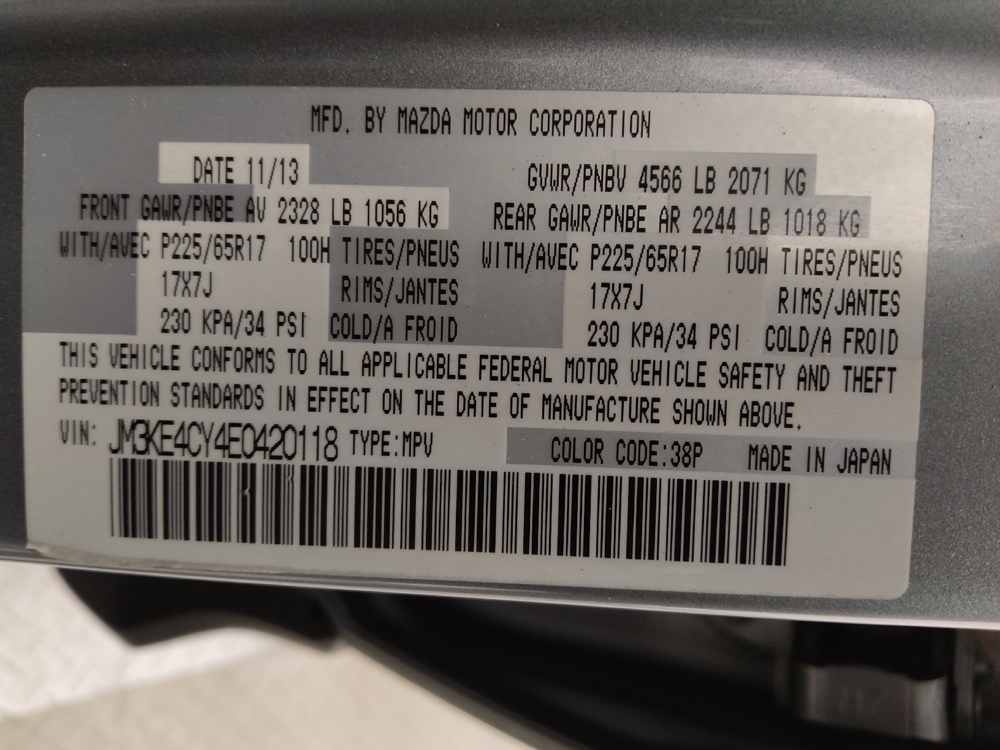 MFD. BY MAZDA MOTOR CORPORATION
DATE 11/13 GVWR/PNBV 4566 LB 2071 KG
FRONT GAWR/PNBE AV 2328 LB 1056 KG REAR GAWR/PNBE AR 2244 LB 1018 KG
WITH/AVEC P225/65R17 100H TIRES/PNEUS WITH/AVEC P225/65R17 100H TIRES/PNEUS
17X7J RIMS/JANTES 17X7J RIMS/JANTES
230 KPA/34 PSI COLD/A FROID 230 KPA/34 PSI COLD/A FROID
THIS VEHICLE CONFORMS TO ALL APPLICABLE FEDERAL MOTOR VEHICLE SAFETY AND THEFT
PREVENTION STANDARDS IN EFFECT ON THE DATE OF MANUFACTURE SHOWN ABOVE.
VIN: JM3KE4CY4E0420118 TYPE:MPV COLOR CODE:38P MADE IN JAPAN